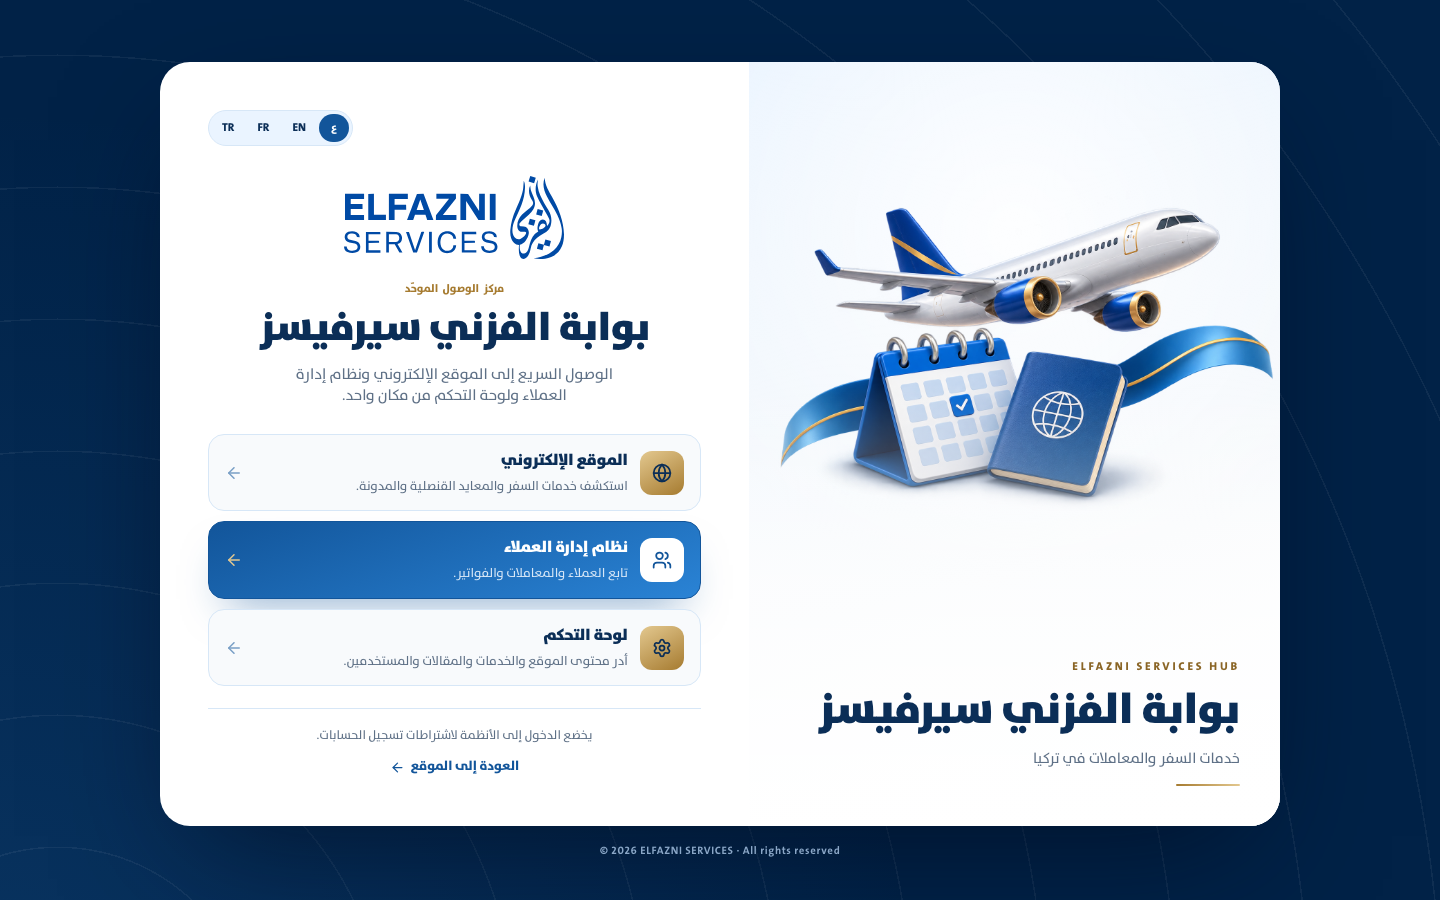 TR FR EN ع
ELFAZNI
SERVICES
الفزني
مركز الوصول الموحّد
بوابة الفزني سيرفيسز
الوصول السريع إلى الموقع الإلكتروني ونظام إدارة
العملاء ولوحة التحكم من مكان واحد.
الموقع الإلكتروني
استكشف خدمات السفر والمعايد القنصلية والمدونة.
نظام إدارة العملاء
تابع العملاء والمعاملات والفواتير.
لوحة التحكم
أدر محتوى الموقع والخدمات والمقالات والمستخدمين.
يخضع الدخول إلى الأنظمة لاشتراطات تسجيل الحسابات.
العودة إلى الموقع
ELFAZNI SERVICES HUB
بوابة الفزني سيرفيسز
خدمات السفر والمعاملات في تركيا
© 2026 ELFAZNI SERVICES · All rights reserved